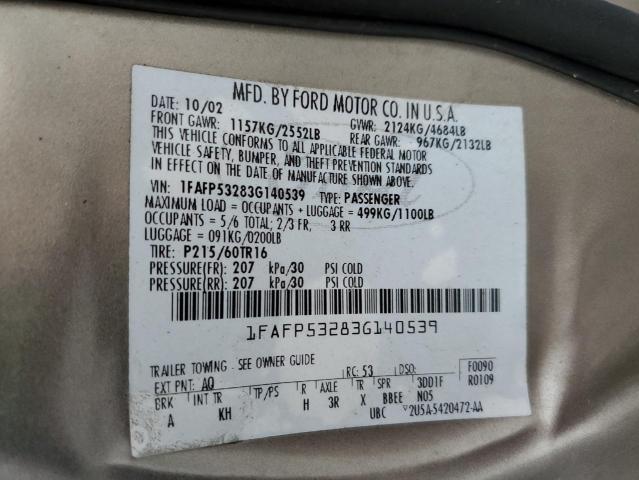 MFD. BY FORD MOTOR CO. IN U.S.A.
DATE: 10/02 GVWR: 2124KG/4684LB
FRONT GAWR: 1157KG/2552LB REAR GAWR: 967KG/2132LB
THIS VEHICLE CONFORMS TO ALL APPLICABLE FEDERAL MOTOR
VEHICLE SAFETY, BUMPER, AND THEFT PREVENTION STANDARDS
IN EFFECT ON THE DATE OF MANUFACTURE SHOWN ABOVE.
VIN: 1FAFP53283G140539 TYPE: PASSENGER
MAXIMUM LOAD = OCCUPANTS + LUGGAGE = 499KG/1100LB
OCCUPANTS = 5/6 TOTAL; 2/3 FR, 3 RR
LUGGAGE = 091KG/0200LB
TIRE: P215/60TR16
PRESSURE(FR): 207 kPa/30 PSI COLD
PRESSURE(RR): 207 kPa/30 PSI COLD
1FAFP53283G140539
TRAILER TOWING - SEE OWNER GUIDE
EXT PNT: AQ RC: 53 DSO: F0090
BRK INT TR TP/PS R AXLE TR SPR 3DD1F R0109
A KH H 3R X BBEE N05
UBC 2U5A-5420472-AA